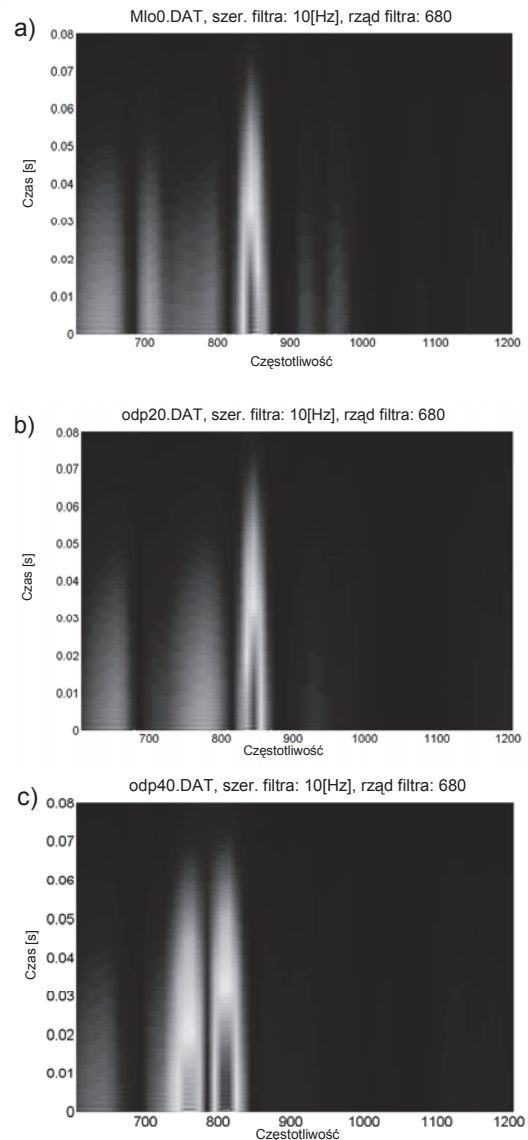 a)
Mlo0.DAT, szer. filtra: 10[Hz], rząd filtra: 680
0.08
0.07
0.06
0.05
0.04
0.03
0.02
0.01
0
Czas [s]
700 800 900 1000 1100 1200
Częstotliwość
b)
odp20.DAT, szer. filtra: 10[Hz], rząd filtra: 680
0.08
0.07
0.06
0.05
0.04
0.03
0.02
0.01
0
Czas [s]
700 800 900 1000 1100 1200
Częstotliwość
c)
odp40.DAT, szer. filtra: 10[Hz], rząd filtra: 680
0.08
0.07
0.06
0.05
0.04
0.03
0.02
0.01
0
Czas [s]
700 800 900 1000 1100 1200
Częstotliwość